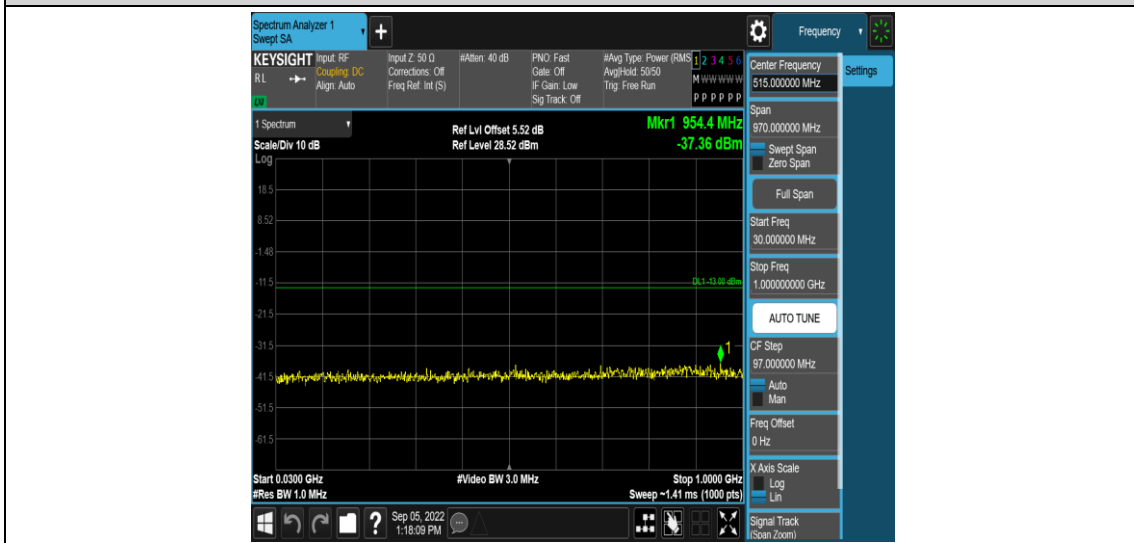 Spectrum Analyzer 1
Swept SA
+
Frequency
KEYSIGHT
RL
LXI
Input: RF
Coupling: DC
Align: Auto
Input Z: 50 Ω
Corrections: Off
Freq Ref: Int (S)
#Atten: 40 dB
PNO: Fast
Gate: Off
IF Gain: Low
Sig Track: Off
#Avg Type: Power (RMS
Avg|Hold: 50/50
Trig: Free Run
1 2 3 4 5 6
M W W W W W
P P P P P P
Center Frequency
515.000000 MHz
Settings
Span
970.000000 MHz
Swept Span
Zero Span
Full Span
Start Freq
30.000000 MHz
Stop Freq
1.000000000 GHz
AUTO TUNE
CF Step
97.000000 MHz
Auto
Man
Freq Offset
0 Hz
X Axis Scale
Log
Lin
Signal Track
(Span Zoom)
1 Spectrum
Scale/Div 10 dB
Ref Lvl Offset 5.52 dB
Ref Level 28.52 dBm
Mkr1 954.4 MHz
-37.36 dBm
Log
18.5
8.52
-1.48
-11.5
DL1 -13.00 dBm
-21.5
-31.5
1
-41.5
-51.5
-61.5
Start 0.0300 GHz
#Video BW 3.0 MHz
Stop 1.0000 GHz
#Res BW 1.0 MHz
Sweep ~1.41 ms (1000 pts)
?
Sep 05, 2022
1:18:09 PM